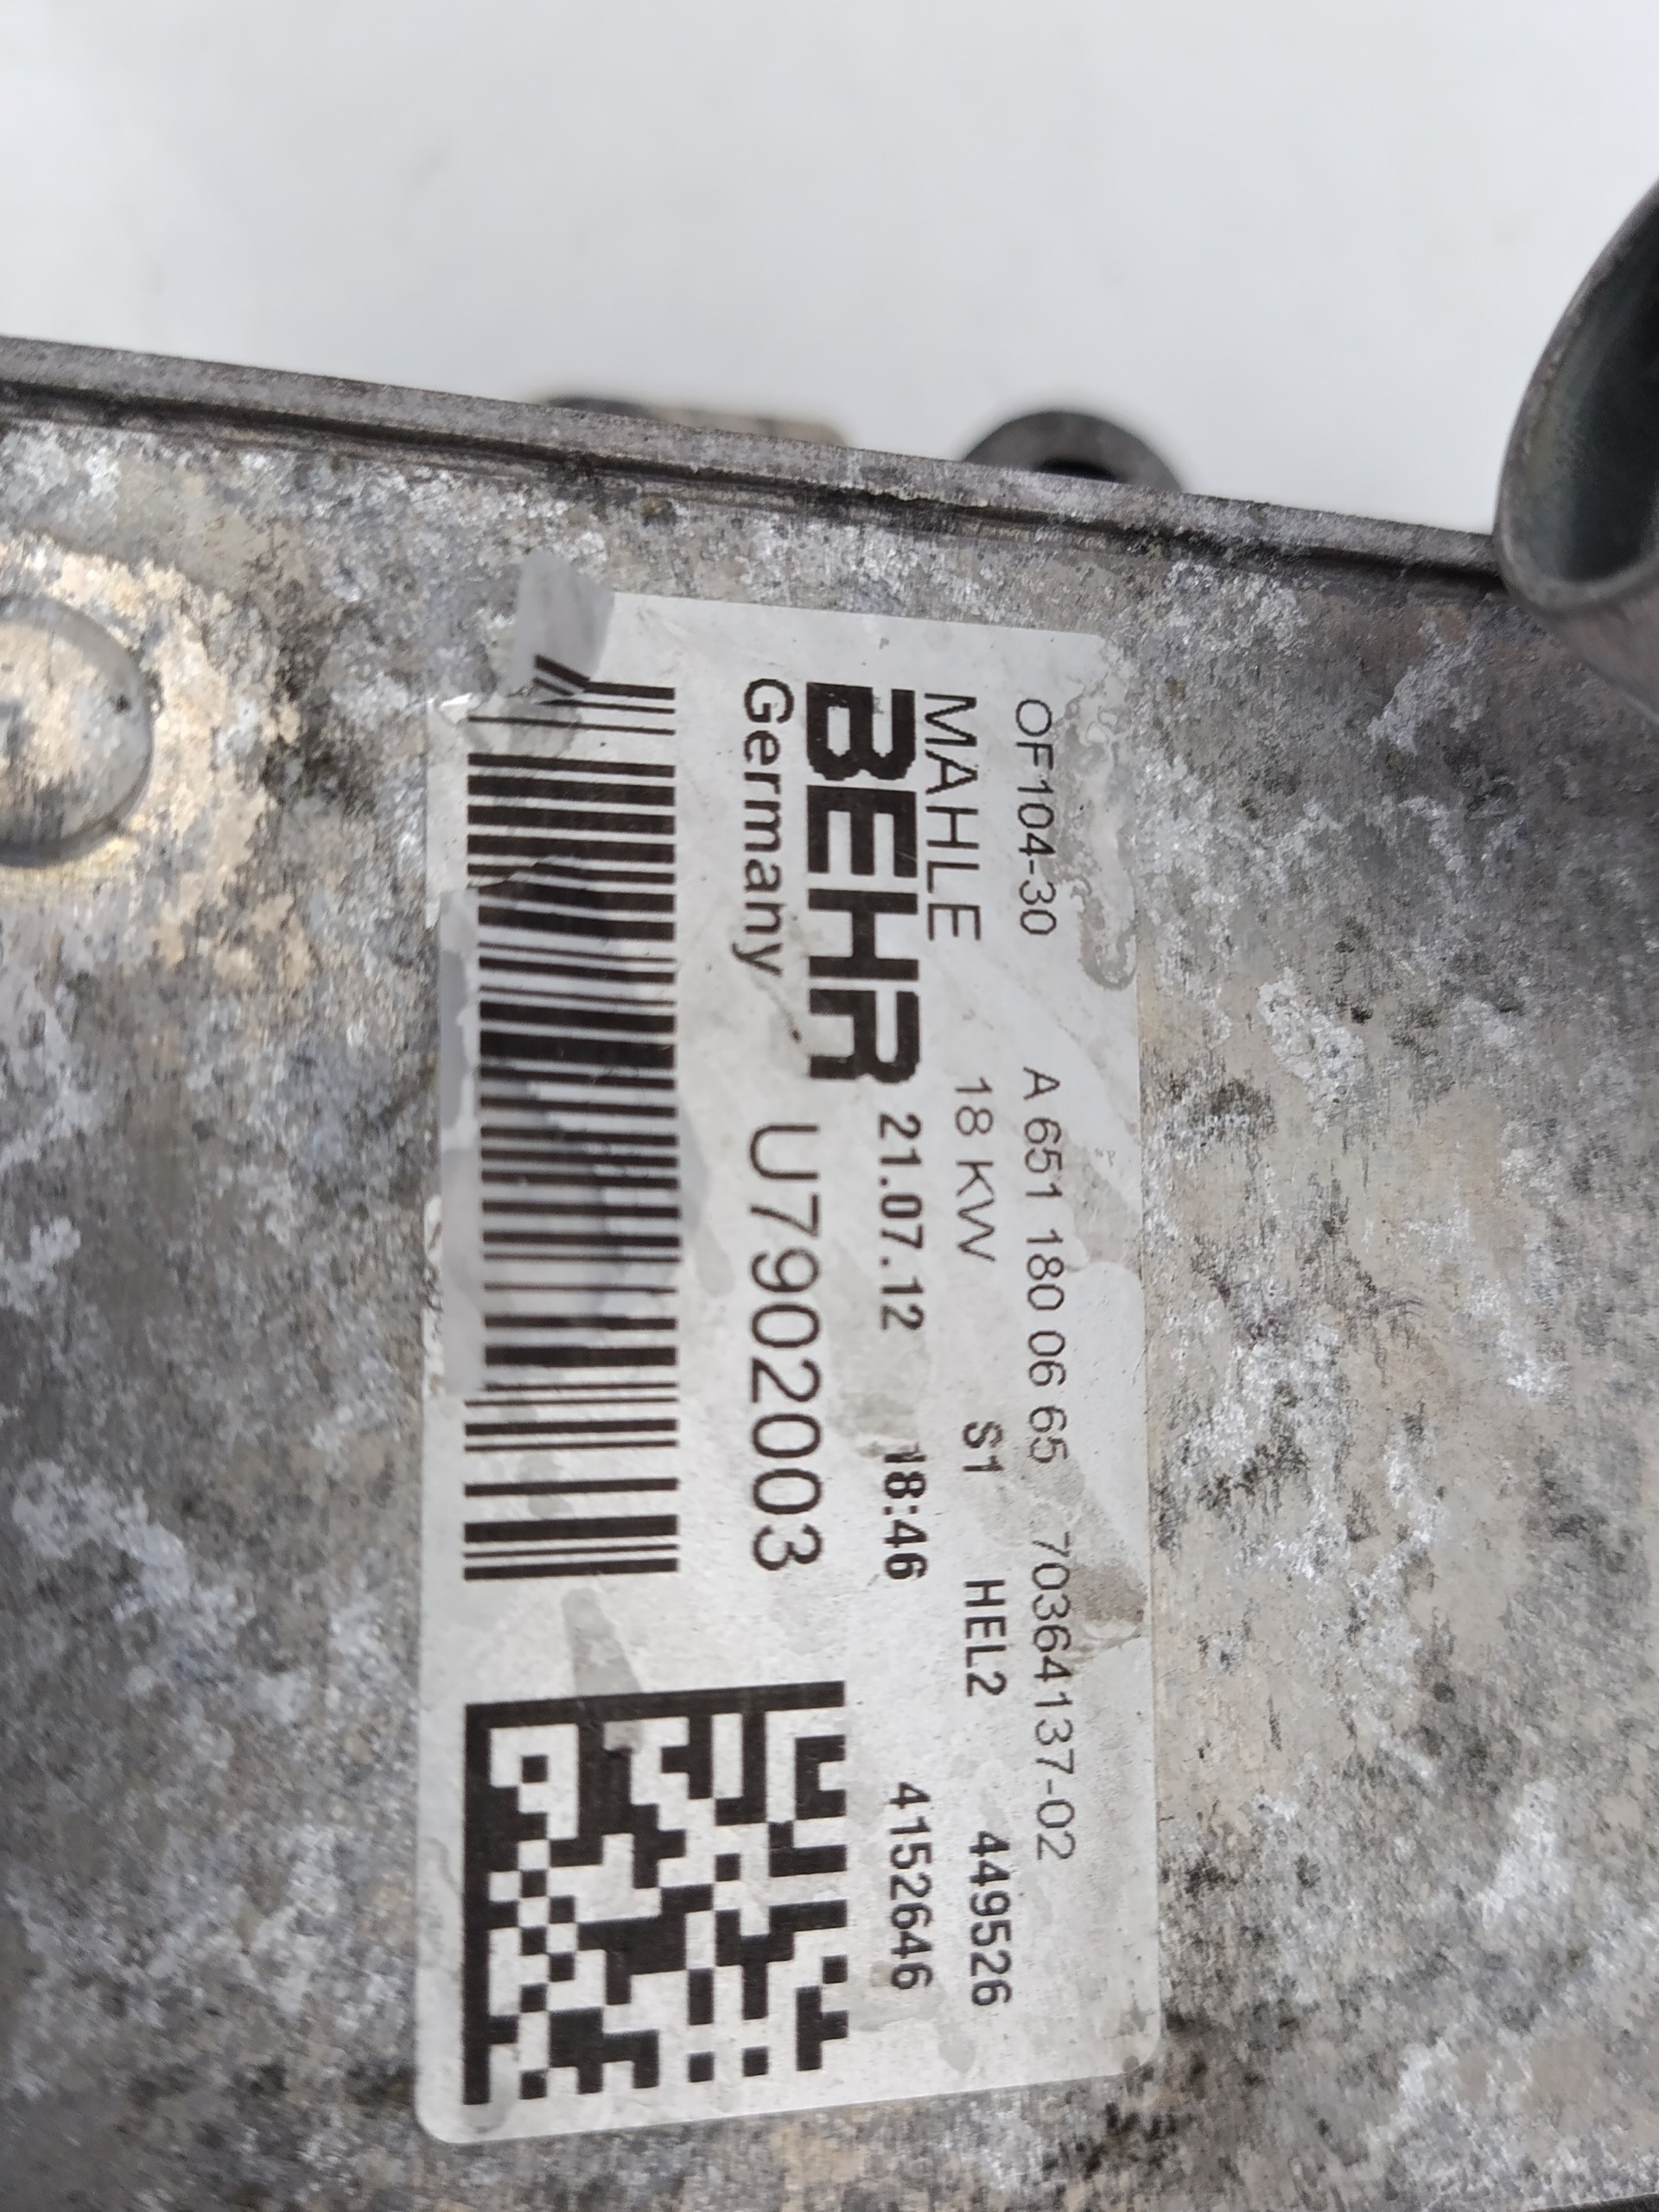 OF104-30 A 651 180 06 65 70364137-02
MAHLE 18 KW S1 HEL2 449526
BEHR 21.07.12 18:46 4152646
Germany U7902003